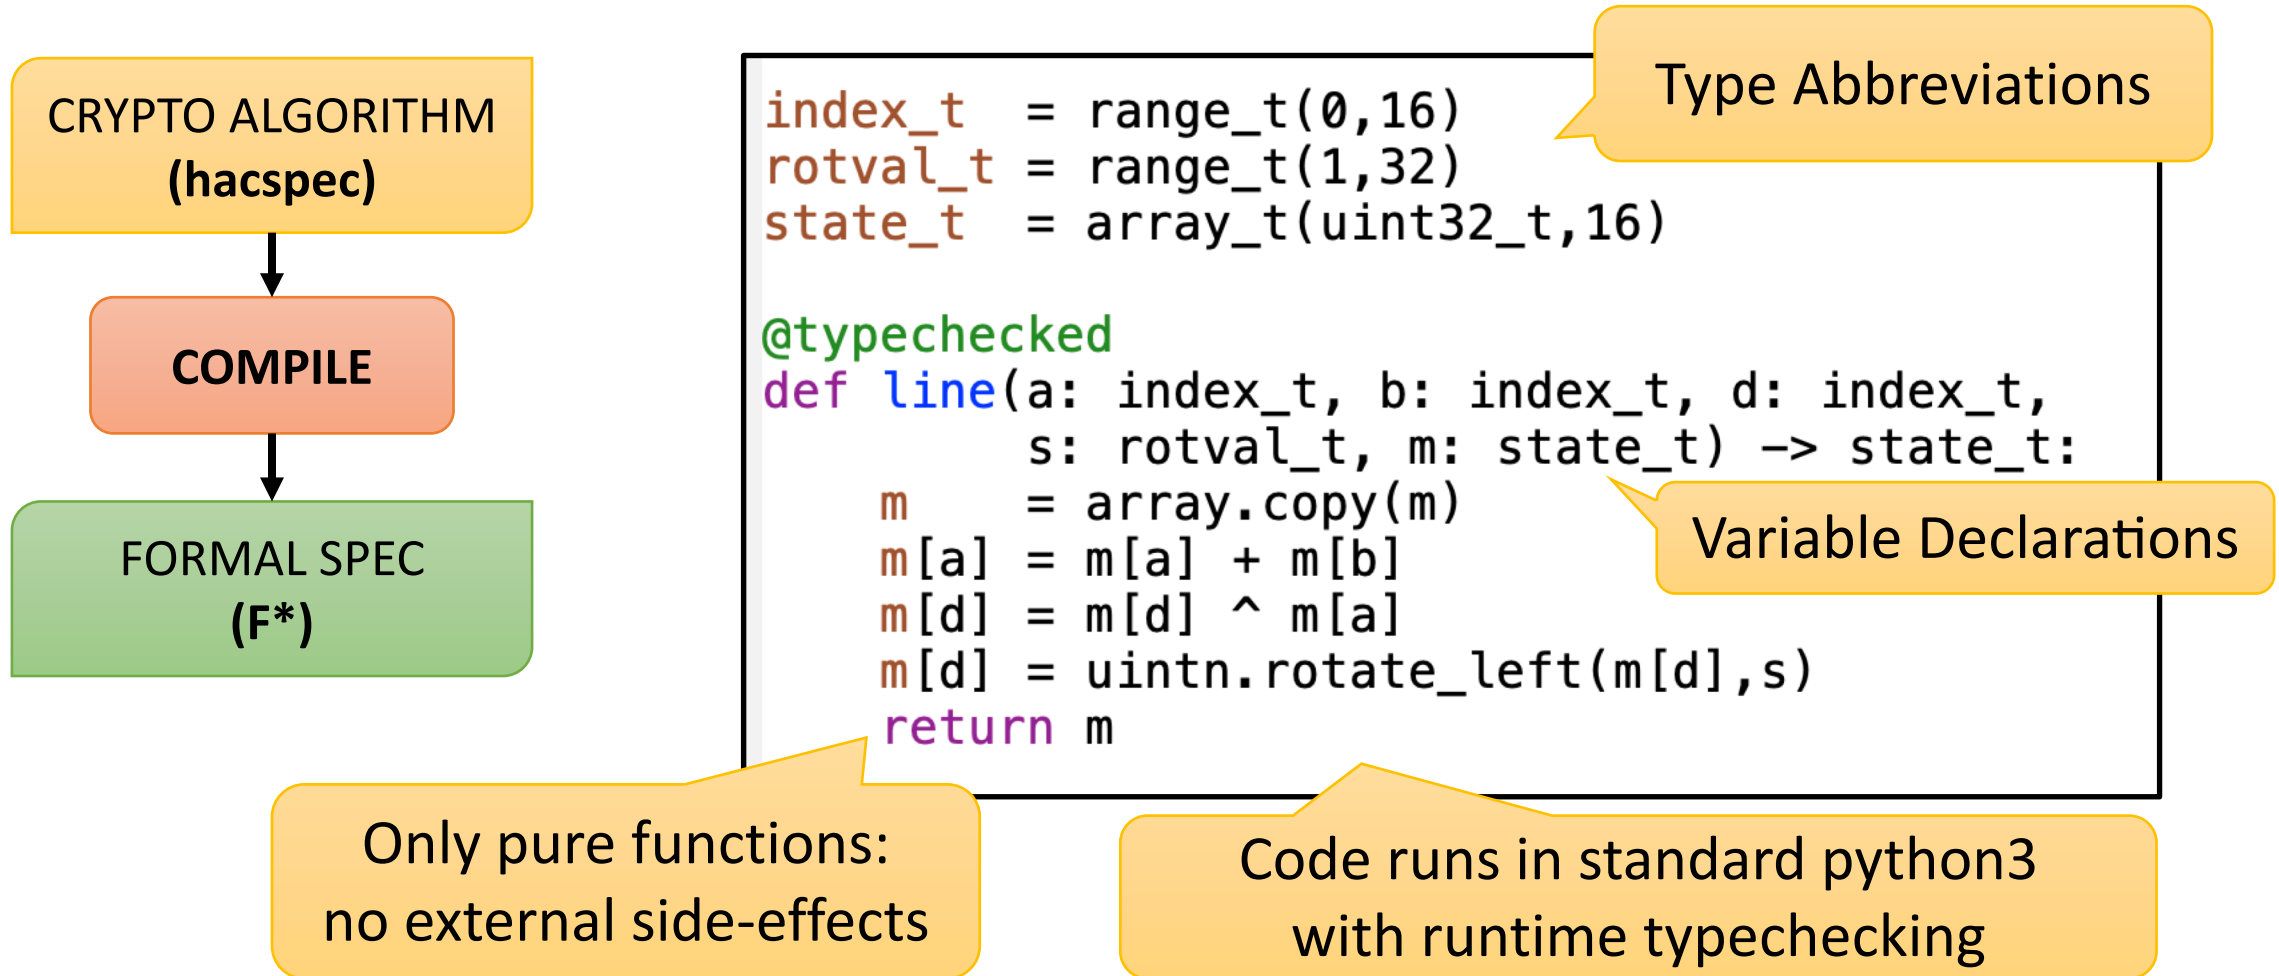 CRYPTO ALGORITHM
(hacspec)
COMPILE
FORMAL SPEC
(F*)
Type Abbreviations
index_t  = range_t(0,16)
rotval_t = range_t(1,32)
state_t  = array_t(uint32_t,16)
@typechecked
def line(a: index_t, b: index_t, d: index_t,
         s: rotval_t, m: state_t) -> state_t:
    m    = array.copy(m)
    m[a] = m[a] + m[b]
    m[d] = m[d] ^ m[a]
    m[d] = uintn.rotate_left(m[d],s)
    return m
Variable Declarations
Only pure functions:
no external side-effects
Code runs in standard python3
with runtime typechecking